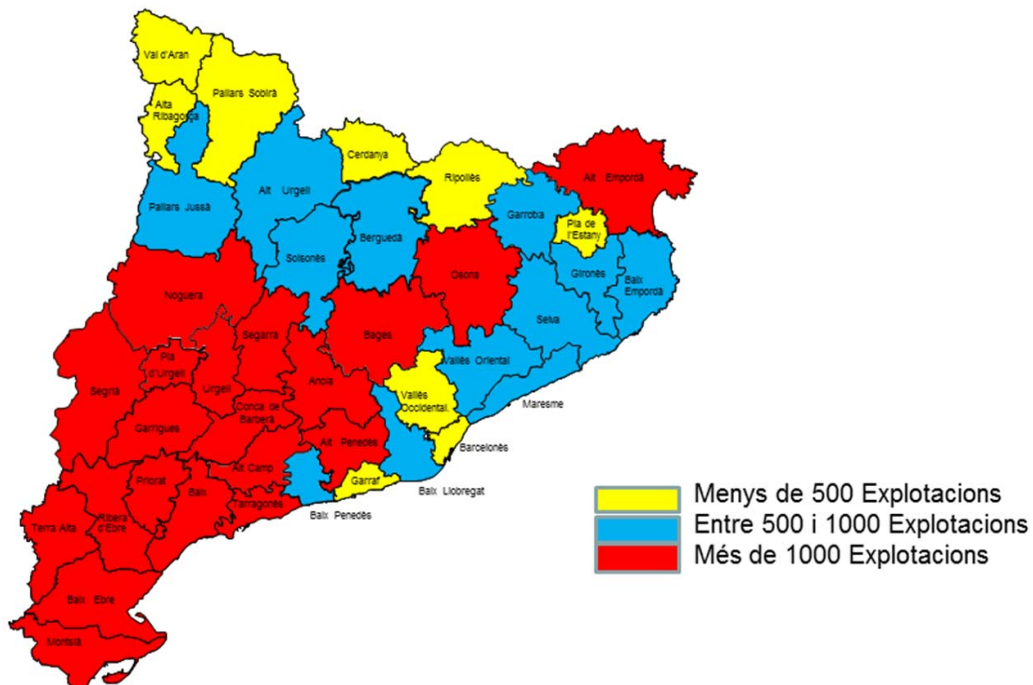 Val d'Aran
Pallars Sobirà
Alta
Ribagorça
Cerdanya
Ripollès
Alt Empordà
Alt Urgell
Pallars Jussà
Garrotxa
Pla de
l'Estany
Berguedà
Solsonès
Gironès
Baix
Empordà
Osona
Noguera
Selva
Bages
Segarra
Vallès Oriental
Pla
d'Urgell
Anoia
Segrià
Urgell
Vallès
Occidental.
Maresme
Conca de
Barberà
Garrigues
Alt Penedès
Barcelonès
Alt Camp
Priorat
Baix
Garraf
Baix Llobregat
Tarragonès
Baix Penedès
Terra Alta
Ribera
d'Ebre
Baix Ebre
Montsià
Menys de 500 Explotacions
Entre 500 i 1000 Explotacions
Més de 1000 Explotacions